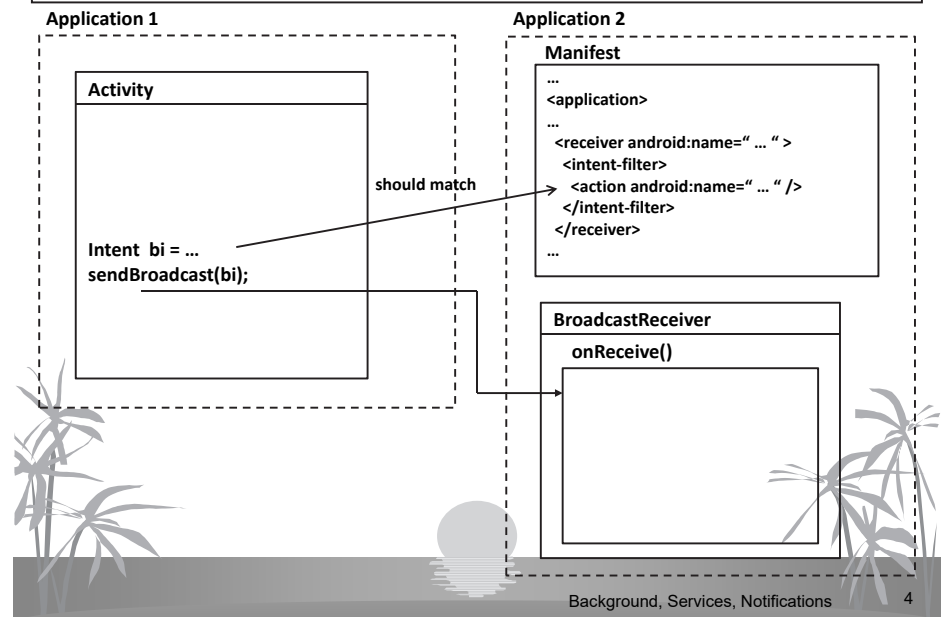 Application 1
Activity
Intent  bi = …
sendBroadcast(bi);
should match
Application 2
Manifest
…
<application>
…
<receiver android:name=“ … “ >
<intent-filter>
<action android:name=“ … “ />
</intent-filter>
</receiver>
…
BroadcastReceiver
onReceive()
Background, Services, Notifications
4